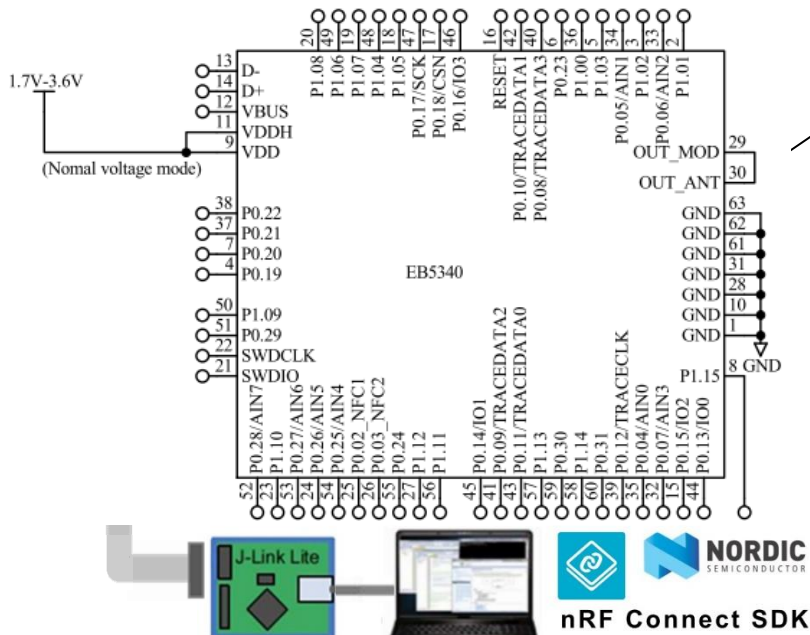 20 P1.08
49 P1.06
19 P1.07
48 P1.04
18 P1.05
47 P0.17/SCK
17 P0.18/CSN
46 P0.16/IO3
16 RESET
42 P0.10/TRACEDATA1
40 P0.08/TRACEDATA3
6 P0.23
36 P1.00
5 P1.03
34 P0.05/AIN1
3 P1.02
33 P0.06/AIN2
2 P1.01
1.7V-3.6V
(Nomal voltage mode)
13 D-
14 D+
12 VBUS
11 VDDH
9 VDD
38 P0.22
37 P0.21
7 P0.20
4 P0.19
50 P1.09
51 P0.29
22 SWDCLK
21 SWDIO
EB5340
OUT_MOD 29
OUT_ANT 30
GND 63
GND 62
GND 61
GND 31
GND 28
GND 10
GND 1
GND
P1.15 8
52 P0.28/AIN7
23 P1.10
53 P0.27/AIN6
24 P0.26/AIN5
54 P0.25/AIN4
25 P0.02_NFC1
26 P0.03_NFC2
55 P0.24
27 P1.12
56 P1.11
45 P0.14/IO1
41 P0.09/TRACEDATA2
43 P0.11/TRACEDATA0
57 P1.13
59 P0.30
58 P1.14
60 P0.31
39 P0.12/TRACECLK
35 P0.04/AIN0
32 P0.07/AIN3
15 P0.15/IO2
44 P0.13/IO0
J-Link Lite
NORDIC
SEMICONDUCTOR
nRF Connect SDK